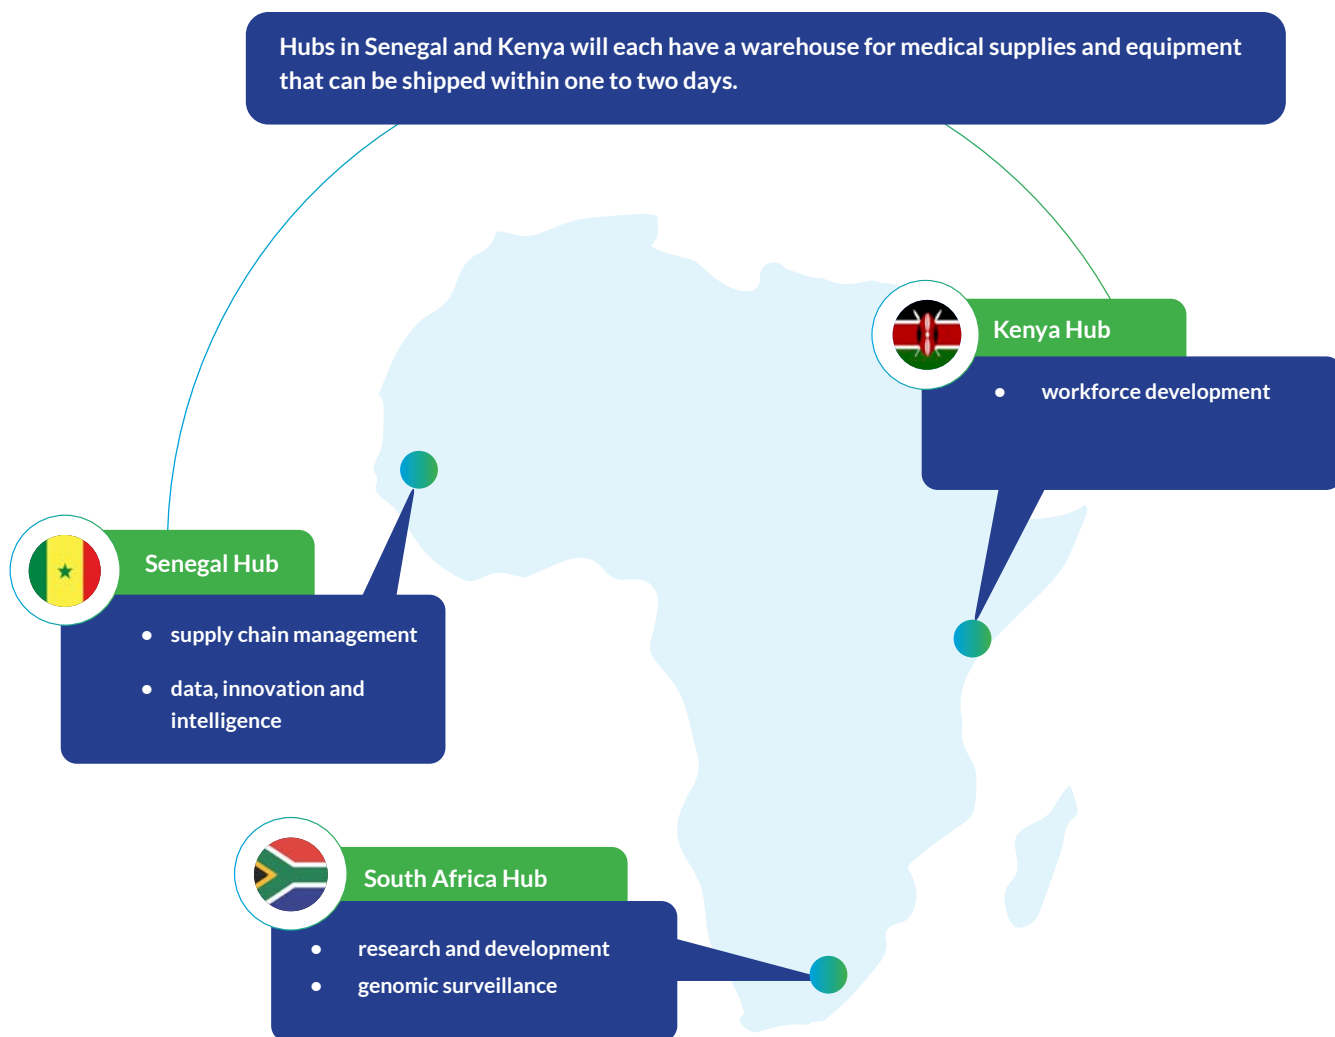 Hubs in Senegal and Kenya will each have a warehouse for medical supplies and equipment
that can be shipped within one to two days.
Kenya Hub
● workforce development
Senegal Hub
● supply chain management
● data, innovation and
intelligence
South Africa Hub
● research and development
● genomic surveillance